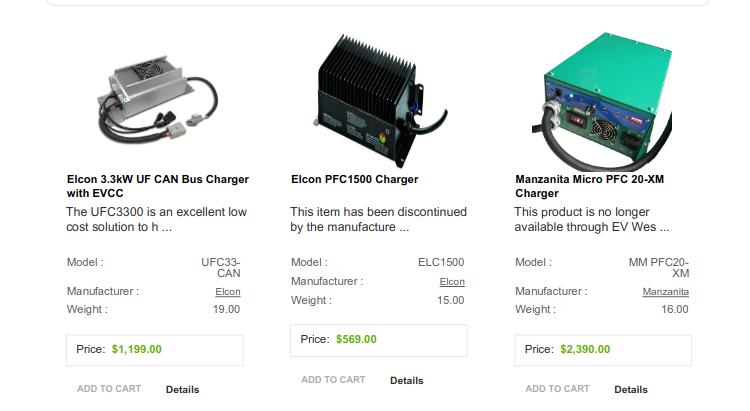 Elcon 3.3kW UF CAN Bus Charger
with EVCC
The UFC3300 is an excellent low
cost solution to h ...
Model : UFC33-
CAN
Manufacturer : Elcon
Weight : 19.00
Price: $1,199.00
ADD TO CART Details
Elcon PFC1500 Charger
This item has been discontinued
by the manufacture ...
Model : ELC1500
Manufacturer : Elcon
Weight : 15.00
Price: $569.00
ADD TO CART Details
Manzanita Micro PFC 20-XM
Charger
This product is no longer
available through EV Wes ...
Model : MM PFC20-
XM
Manufacturer : Manzanita
Weight : 16.00
Price: $2,390.00
ADD TO CART Details